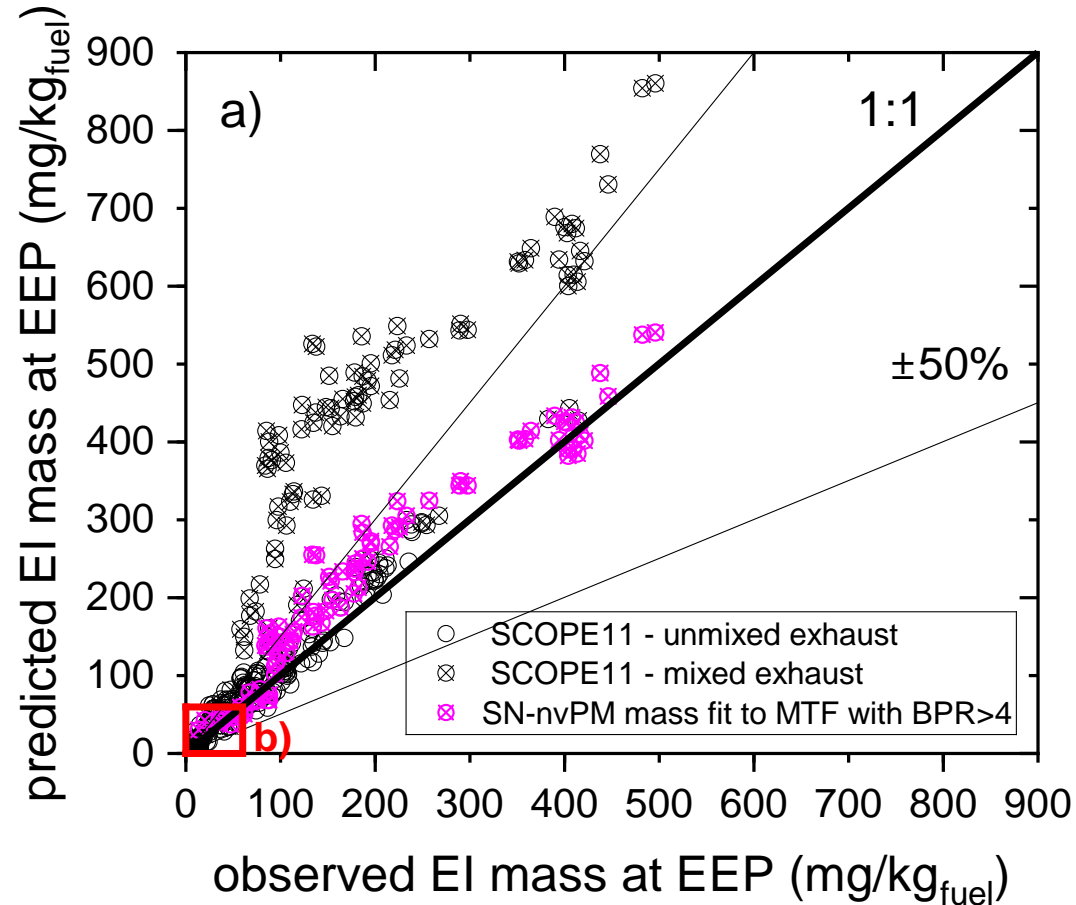 predicted EI mass at EEP (mg/kgfuel)
900
800
700
600
500
400
300
200
100
0
a)
1:1
±50%
SCOPE11 - unmixed exhaust
SCOPE11 - mixed exhaust
SN-nvPM mass fit to MTF with BPR>4
b)
0 100 200 300 400 500 600 700 800 900
observed EI mass at EEP (mg/kgfuel)